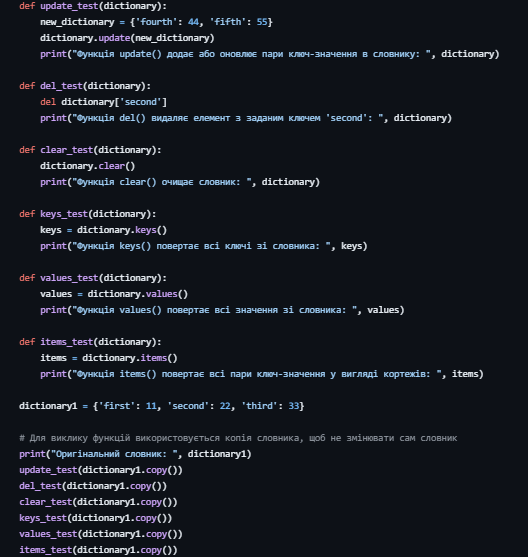 def update_test(dictionary):
    new_dictionary = {'fourth': 44, 'fifth': 55}
    dictionary.update(new_dictionary)
    print("Функція update() додає або оновлює пари ключ-значення в словнику: ", dictionary)
def del_test(dictionary):
    del dictionary['second']
    print("Функція del() видаляє елемент з заданим ключем 'second': ", dictionary)
def clear_test(dictionary):
    dictionary.clear()
    print("Функція clear() очищає словник: ", dictionary)
def keys_test(dictionary):
    keys = dictionary.keys()
    print("Функція keys() повертає всі ключі зі словника: ", keys)
def values_test(dictionary):
    values = dictionary.values()
    print("Функція values() повертає всі значення зі словника: ", values)
def items_test(dictionary):
    items = dictionary.items()
    print("Функція items() повертає всі пари ключ-значення у вигляді кортежів: ", items)
dictionary1 = {'first': 11, 'second': 22, 'third': 33}
# Для виклику функцій використовується копія словника, щоб не змінювати сам словник
print("Оригінальний словник: ", dictionary1)
update_test(dictionary1.copy())
del_test(dictionary1.copy())
clear_test(dictionary1.copy())
keys_test(dictionary1.copy())
values_test(dictionary1.copy())
items_test(dictionary1.copy())